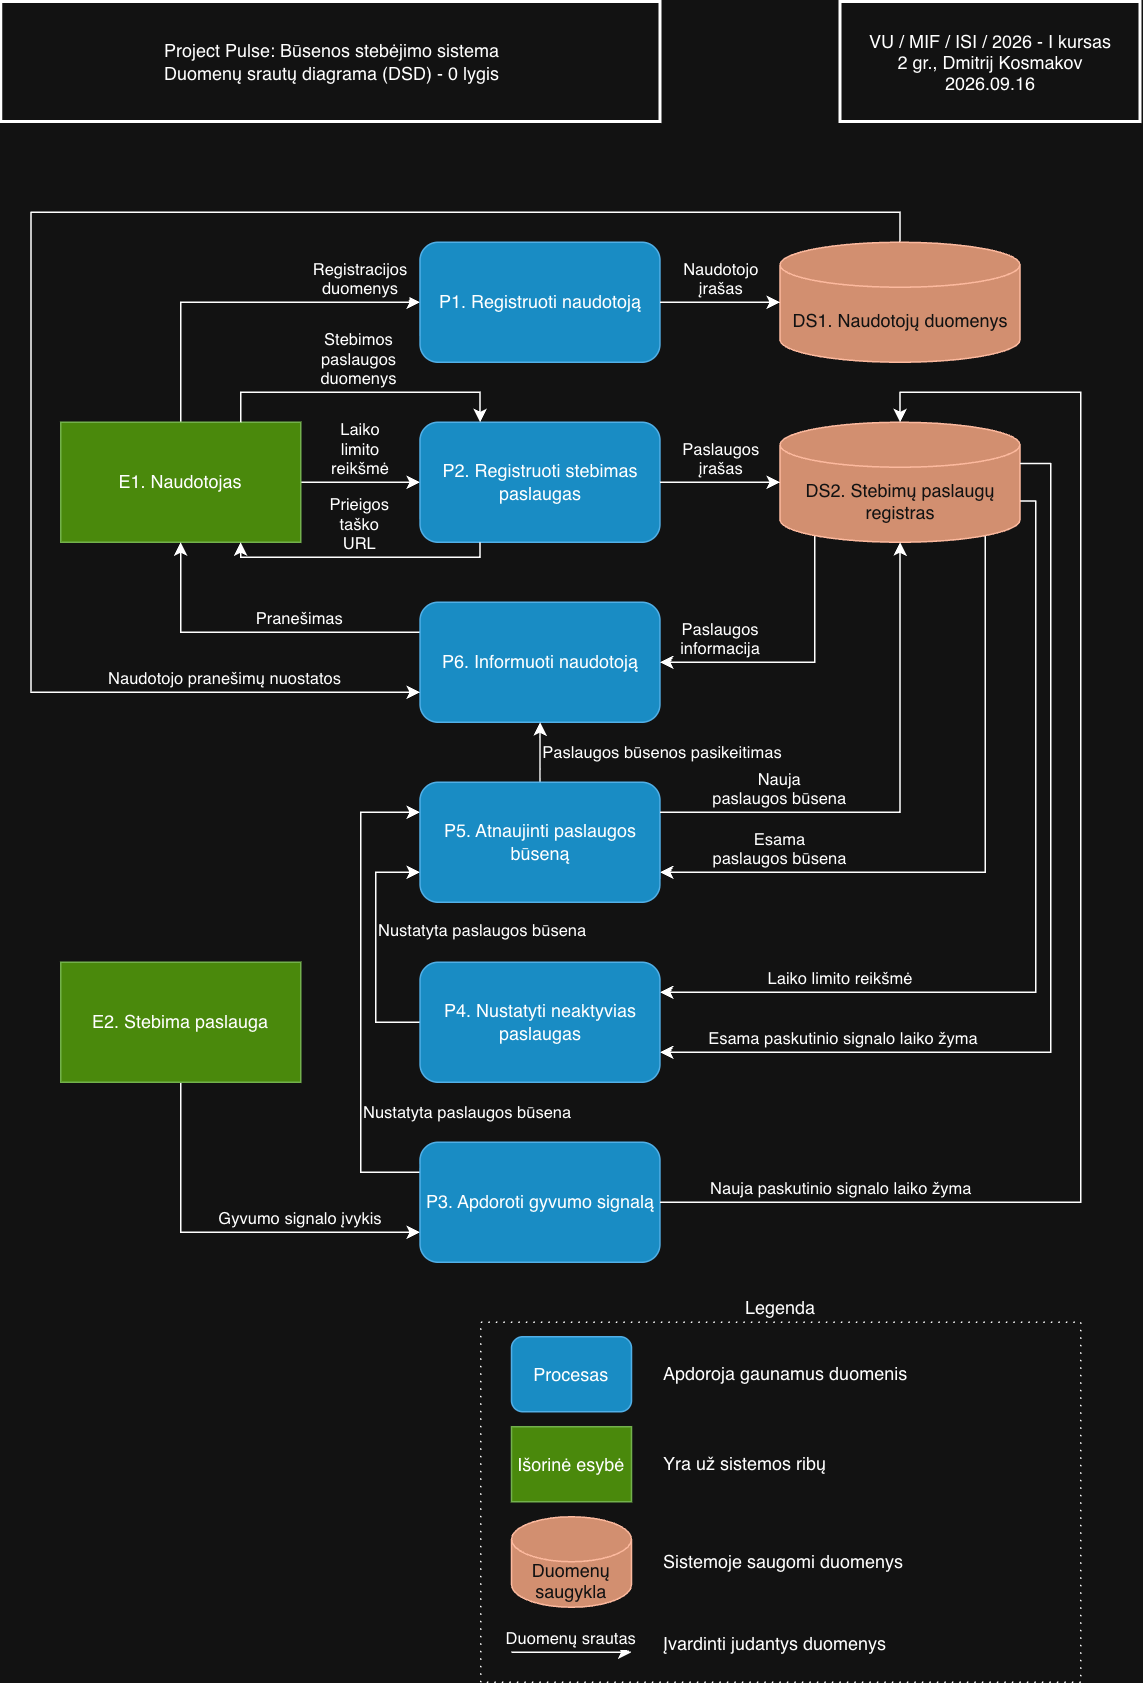 Project Pulse: Būsenos stebėjimo sistema
Duomenų srautų diagrama (DSD) - 0 lygis
VU / MIF / ISI / 2026 - I kursas
2 gr., Dmitrij Kosmakov
2026.09.16
Registracijos
duomenys
P1. Registruoti naudotoją
Naudotojo
įrašas
DS1. Naudotojų duomenys
Stebimos
paslaugos
duomenys
E1. Naudotojas
Laiko
limito
reikšmė
P2. Registruoti stebimas
paslaugas
Paslaugos
įrašas
DS2. Stebimų paslaugų
registras
Prieigos
taško
URL
Pranešimas
P6. Informuoti naudotoją
Paslaugos
informacija
Naudotojo pranešimų nuostatos
Paslaugos būsenos pasikeitimas
Nauja
paslaugos būsena
P5. Atnaujinti paslaugos
būseną
Esama
paslaugos būsena
Nustatyta paslaugos būsena
E2. Stebima paslauga
P4. Nustatyti neaktyvias
paslaugas
Laiko limito reikšmė
Esama paskutinio signalo laiko žyma
Nustatyta paslaugos būsena
P3. Apdoroti gyvumo signalą
Nauja paskutinio signalo laiko žyma
Gyvumo signalo įvykis
Legenda
Procesas
Apdoroja gaunamus duomenis
Išorinė esybė
Yra už sistemos ribų
Duomenų
saugykla
Sistemoje saugomi duomenys
Duomenų srautas
Įvardinti judantys duomenys